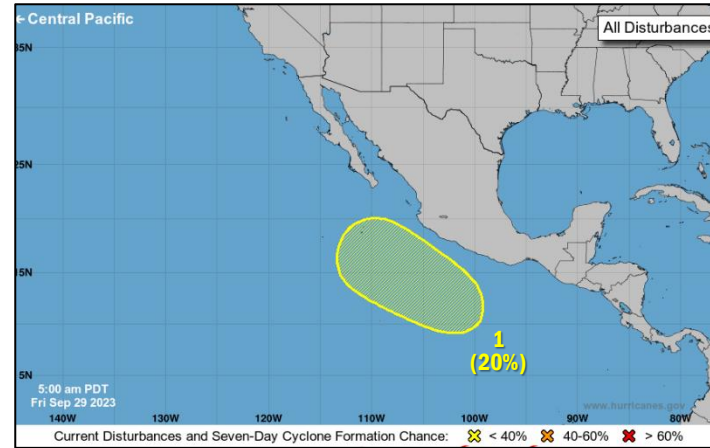 ← Central Pacific
All Disturbances
35N
25N
15N
5N
1
(20%)
5:00 am PDT
Fri Sep 29 2023
www.hurricanes.gov
140W 130W 120W 110W 100W 90W 80W
Current Disturbances and Seven-Day Cyclone Formation Chance: < 40% 40-60% > 60%